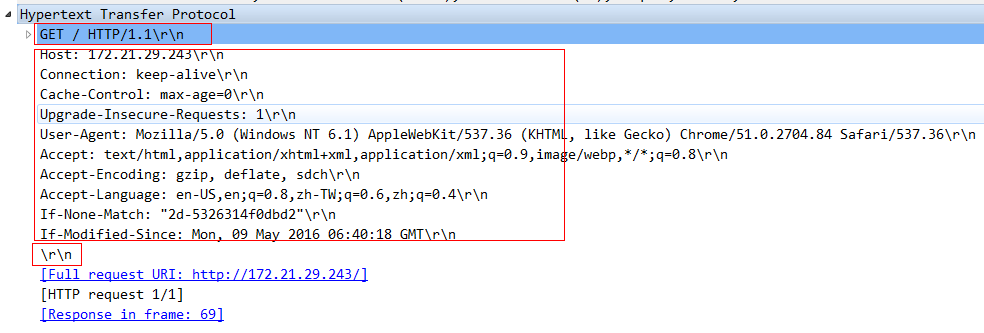 Hypertext Transfer Protocol
GET / HTTP/1.1\r\n
Host: 172.21.29.243\r\n
Connection: keep-alive\r\n
Cache-Control: max-age=0\r\n
Upgrade-Insecure-Requests: 1\r\n
User-Agent: Mozilla/5.0 (Windows NT 6.1) AppleWebKit/537.36 (KHTML, like Gecko) Chrome/51.0.2704.84 Safari/537.36\r\n
Accept: text/html,application/xhtml+xml,application/xml;q=0.9,image/webp,*/*;q=0.8\r\n
Accept-Encoding: gzip, deflate, sdch\r\n
Accept-Language: en-US,en;q=0.8,zh-TW;q=0.6,zh;q=0.4\r\n
If-None-Match: "2d-5326314f0dbd2"\r\n
If-Modified-Since: Mon, 09 May 2016 06:40:18 GMT\r\n
\r\n
[Full request URI: http://172.21.29.243/]
[HTTP request 1/1]
[Response in frame: 69]